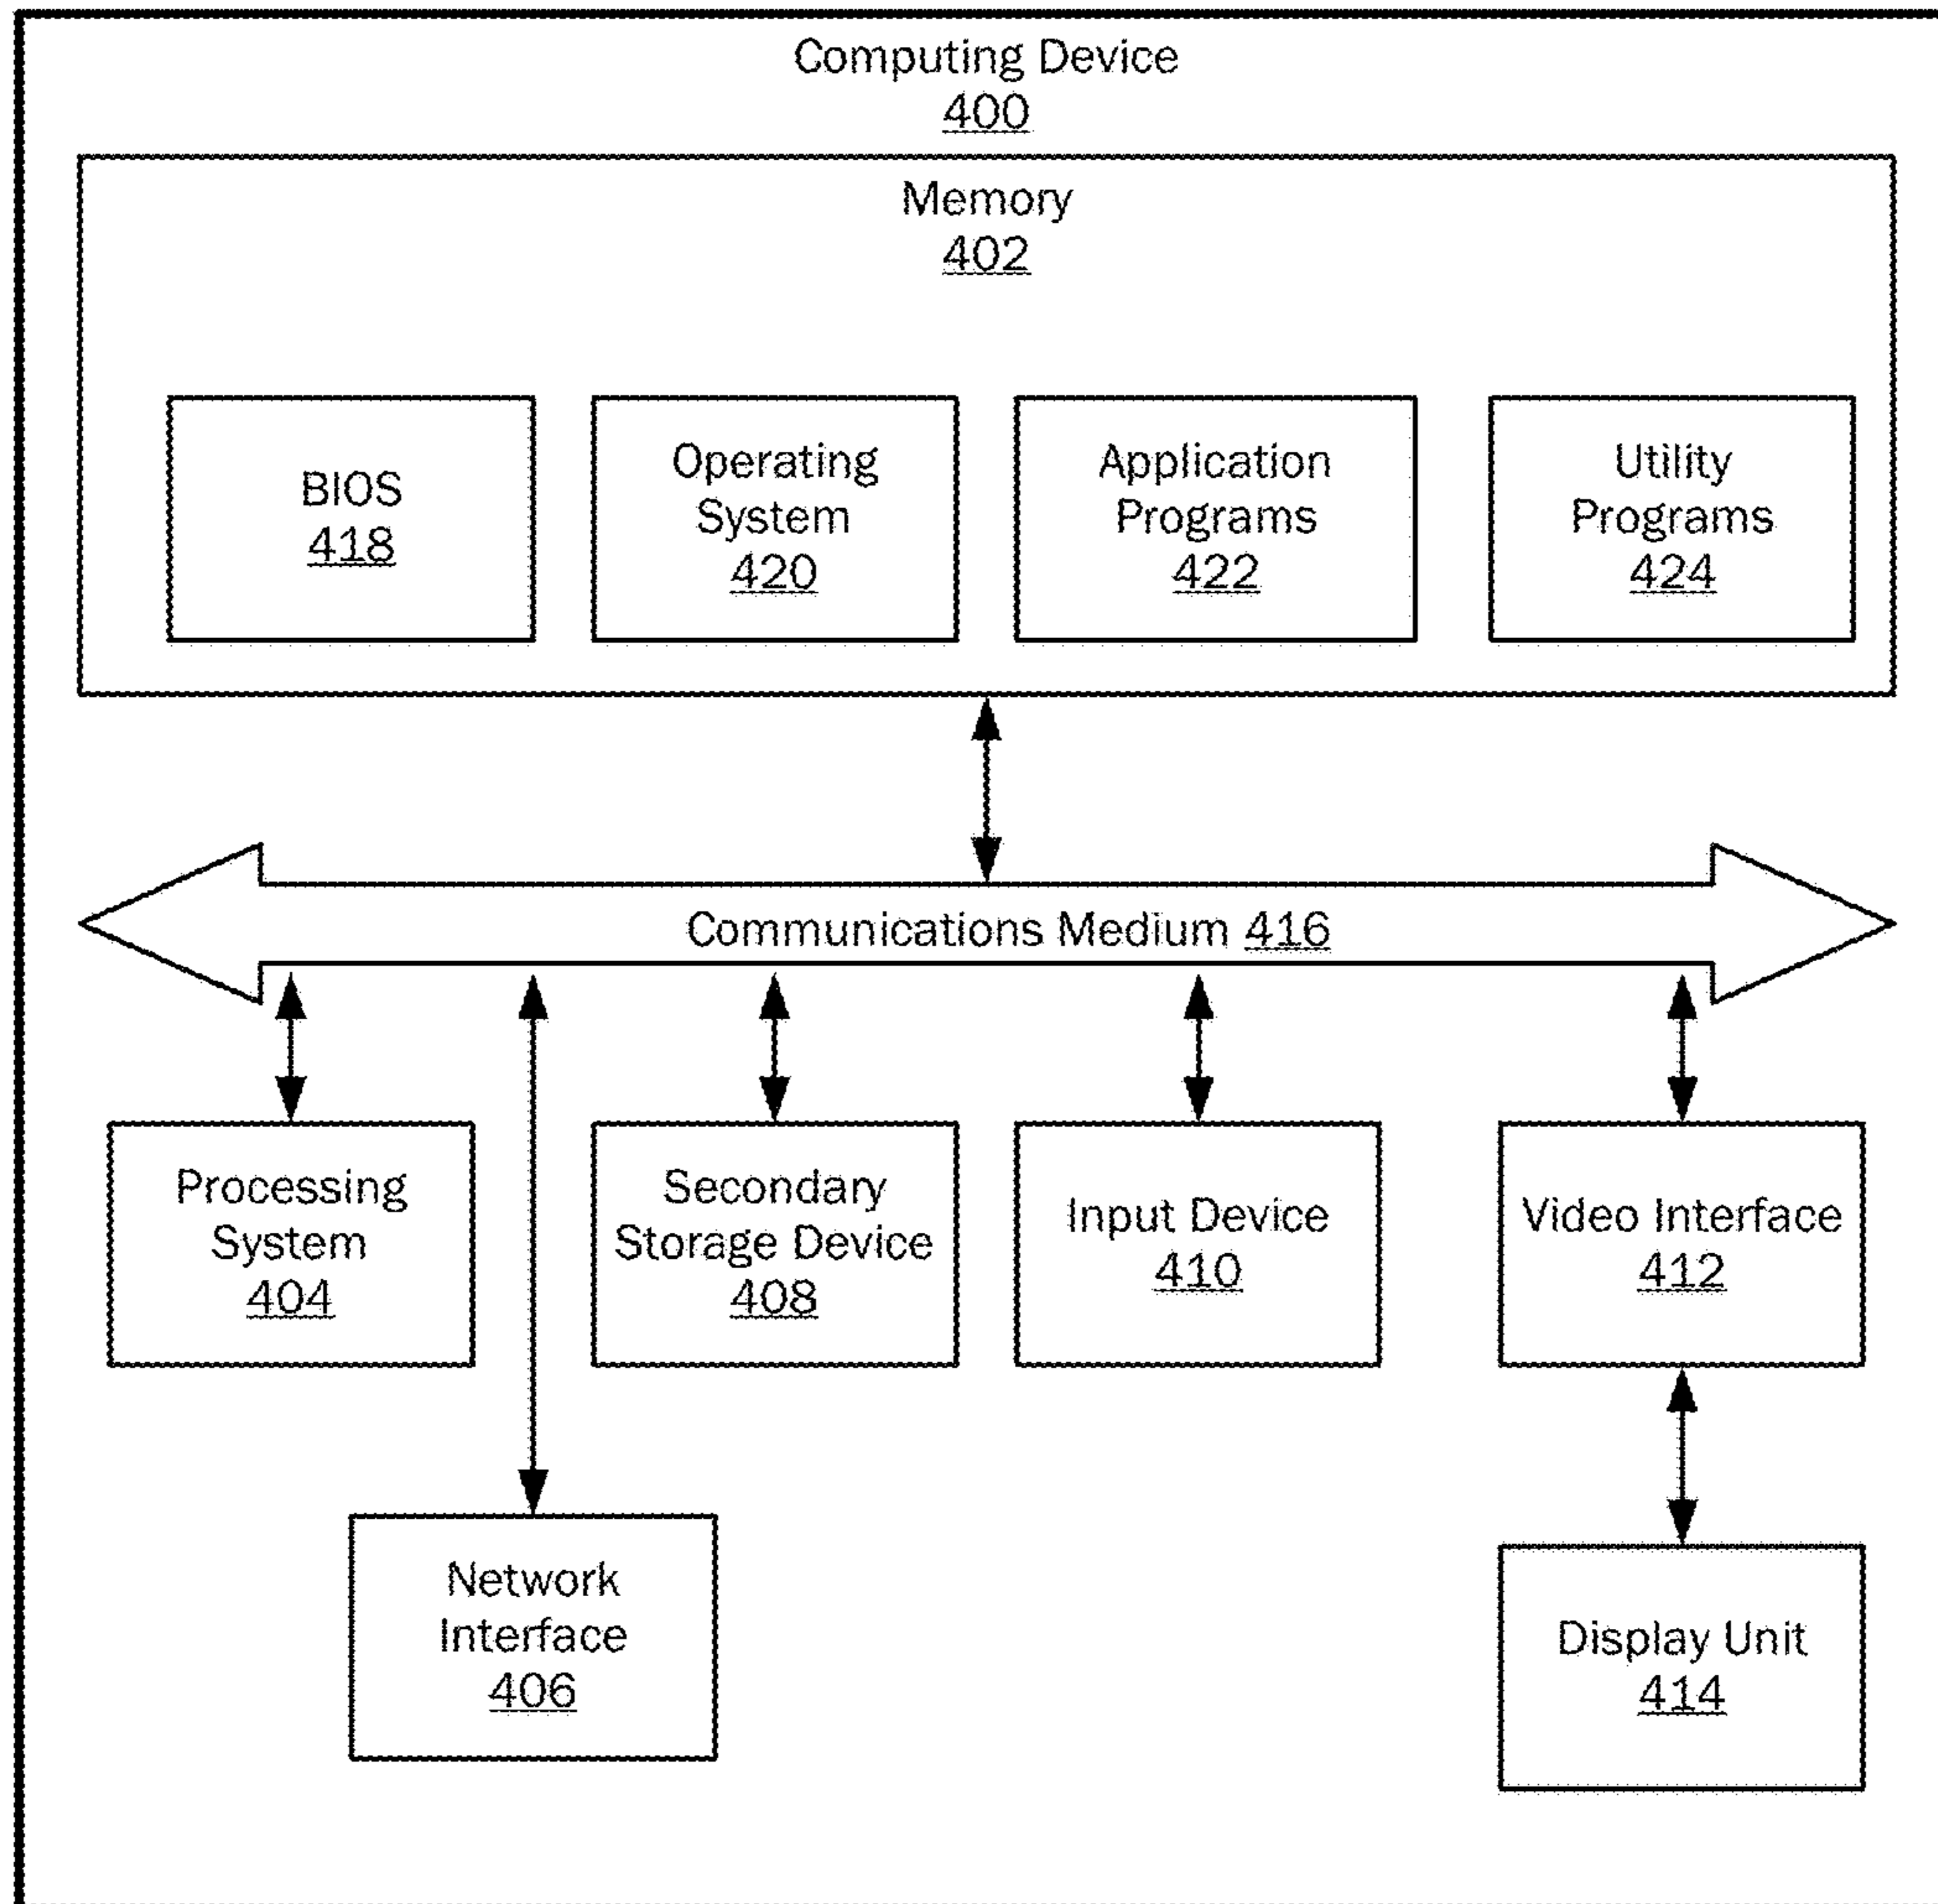 Computing Device
400
Memory
402
BIOS
418
Operating
System
420
Application
Programs
422
Utility
Programs
424
Communications Medium 416
Processing
System
404
Secondary
Storage Device
408
Input Device
410
Video Interface
412
Network
Interface
406
Display Unit
414